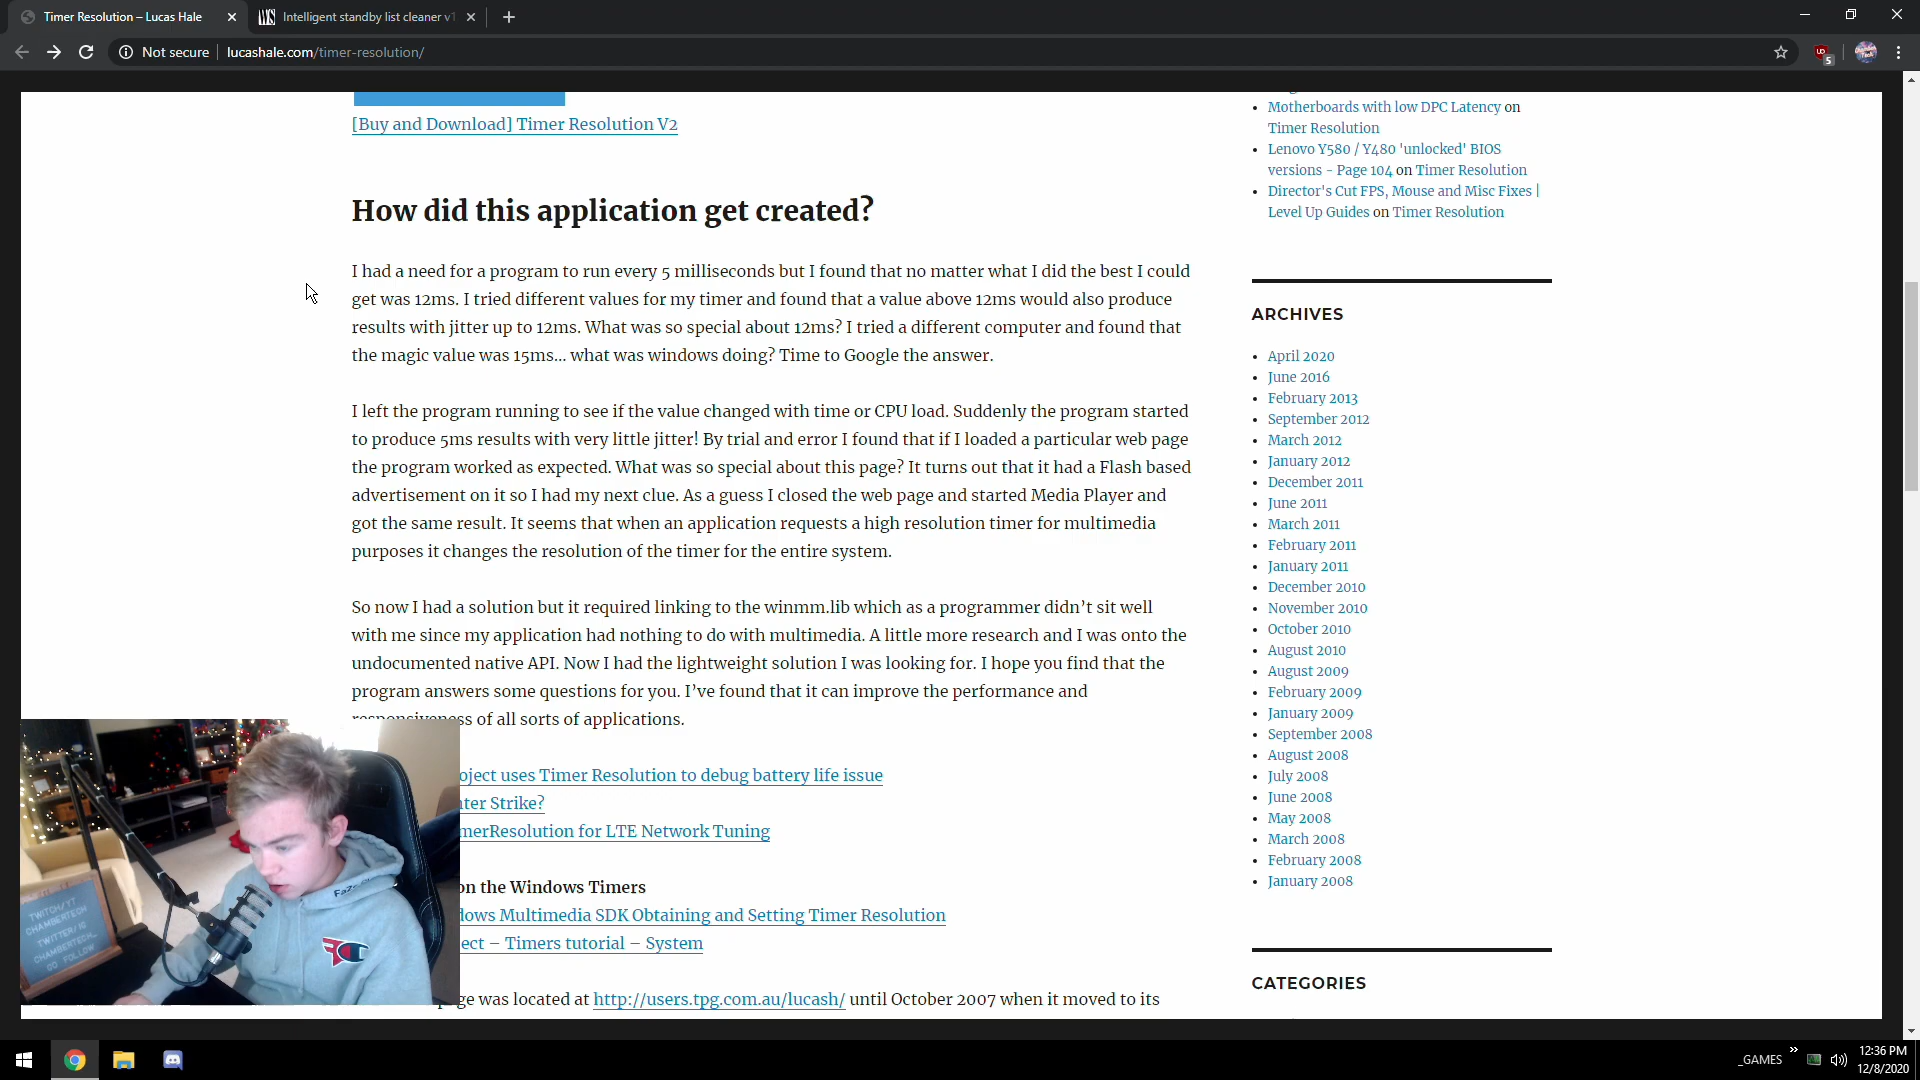 Timer Resolution – Lucas Hale
Intelligent standby list cleaner v1
Not secure
lucashale.com/timer-resolution/
5
[Buy and Download] Timer Resolution V2
How did this application get created?
I had a need for a program to run every 5 milliseconds but I found that no matter what I did the best I could
get was 12ms. I tried different values for my timer and found that a value above 12ms would also produce
results with jitter up to 12ms. What was so special about 12ms? I tried a different computer and found that
the magic value was 15ms… what was windows doing? Time to Google the answer.
I left the program running to see if the value changed with time or CPU load. Suddenly the program started
to produce 5ms results with very little jitter! By trial and error I found that if I loaded a particular web page
the program worked as expected. What was so special about this page? It turns out that it had a Flash based
advertisement on it so I had my next clue. As a guess I closed the web page and started Media Player and
got the same result. It seems that when an application requests a high resolution timer for multimedia
purposes it changes the resolution of the timer for the entire system.
So now I had a solution but it required linking to the winmm.lib which as a programmer didn’t sit well
with me since my application had nothing to do with multimedia. A little more research and I was onto the
undocumented native API. Now I had the lightweight solution I was looking for. I hope you find that the
program answers some questions for you. I’ve found that it can improve the performance and
responsiveness of all sorts of applications.
oject uses Timer Resolution to debug battery life issue
nter Strike?
merResolution for LTE Network Tuning
on the Windows Timers
dows Multimedia SDK Obtaining and Setting Timer Resolution
ect – Timers tutorial – System
ge was located at http://users.tpg.com.au/lucash/ until October 2007 when it moved to its
Motherboards with low DPC Latency on
Timer Resolution
Lenovo Y580 / Y480 'unlocked' BIOS
versions - Page 104 on Timer Resolution
Director's Cut FPS, Mouse and Misc Fixes |
Level Up Guides on Timer Resolution
ARCHIVES
April 2020
June 2016
February 2013
September 2012
March 2012
January 2012
December 2011
June 2011
March 2011
February 2011
January 2011
December 2010
November 2010
October 2010
August 2010
August 2009
February 2009
January 2009
September 2008
August 2008
July 2008
June 2008
May 2008
March 2008
February 2008
January 2008
CATEGORIES
TWITCH/YT
CHAMBERTECH
TWITTER/IG
CHAMBERTECH_
GO FOLLOW
FaZe
_GAMES
12:36 PM
12/8/2020